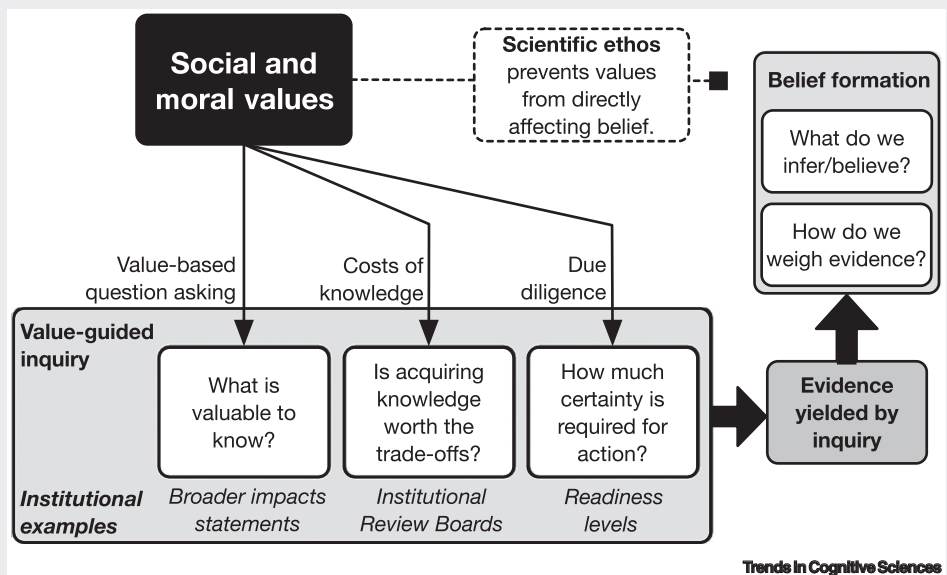 Social and
moral values
Scientific ethos
prevents values
from directly
affecting belief.
Belief formation
What do we
infer/believe?
How do we
weigh evidence?
Value-based
question asking
Costs of
knowledge
Due
diligence
Value-guided
inquiry
What is
valuable to
know?
Is acquiring
knowledge
worth the
trade-offs?
How much
certainty is
required for
action?
Evidence
yielded by
inquiry
Institutional
examples
Broader impacts
statements
Institutional
Review Boards
Readiness
levels
Trends in Cognitive Sciences